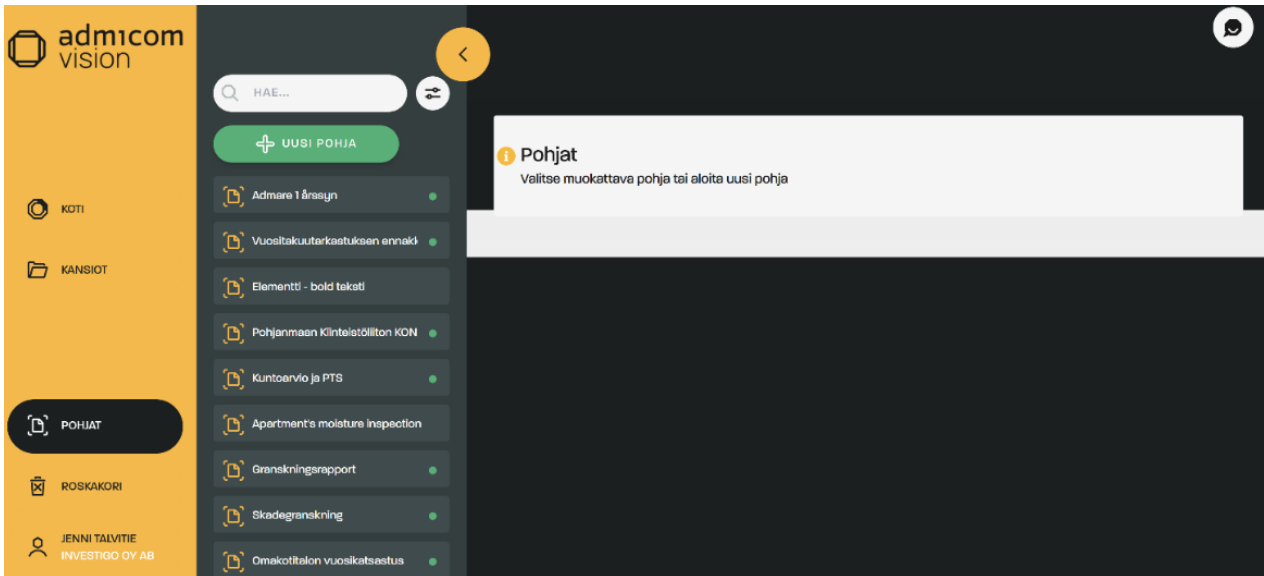 admicom
vision
KOTI
KANSIOT
POHJAT
ROSKAKORI
JENNI TALVITIE
INVESTIGO OY AB
HAE...
UUSI POHJA
Admare 1 årssyn
Vuositakuutarkastuksen ennakk
Elementti - bold teksti
Pohjanmaan Kiinteistöliiton KON
Kuntoarvio ja PTS
Apartment's moisture inspection
Granskningsrapport
Skadegranskning
Omakotitalon vuosikatsastus
Pohjat
Valitse muokattava pohja tai aloita uusi pohja